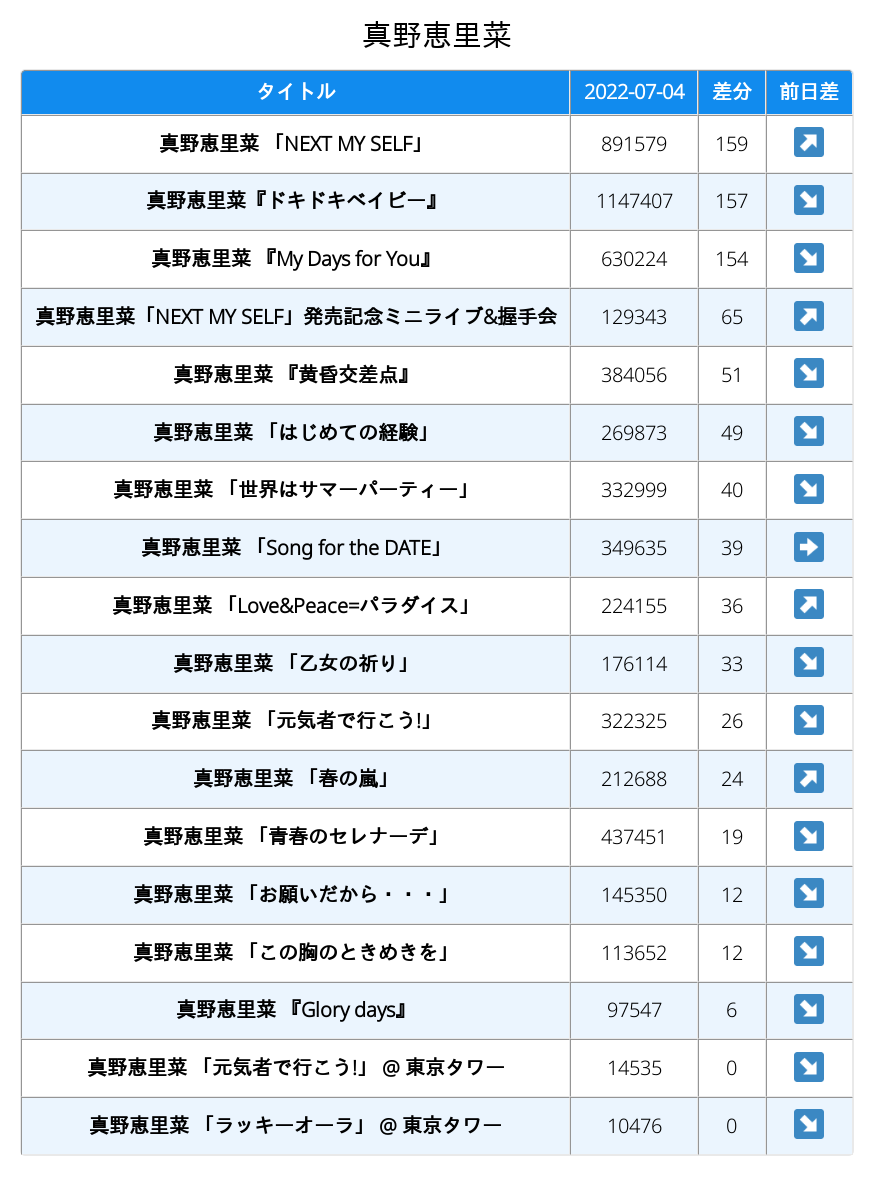 真野恵里菜
タイトル 2022-07-04 差分 前日差
真野恵里菜 「NEXT MY SELF」 891579 159 ↗
真野恵里菜『ドキドキベイビー』 1147407 157 ↘
真野恵里菜 『My Days for You』 630224 154 ↘
真野恵里菜「NEXT MY SELF」発売記念ミニライブ&握手会 129343 65 ↗
真野恵里菜 『黄昏交差点』 384056 51 ↘
真野恵里菜 「はじめての経験」 269873 49 ↘
真野恵里菜 「世界はサマーパーティー」 332999 40 ↘
真野恵里菜 「Song for the DATE」 349635 39 →
真野恵里菜 「Love&Peace=パラダイス」 224155 36 ↗
真野恵里菜 「乙女の祈り」 176114 33 ↘
真野恵里菜 「元気者で行こう!」 322325 26 ↘
真野恵里菜 「春の嵐」 212688 24 ↗
真野恵里菜 「青春のセレナーデ」 437451 19 ↘
真野恵里菜 「お願いだから・・・」 145350 12 ↘
真野恵里菜 「この胸のときめきを」 113652 12 ↘
真野恵里菜 『Glory days』 97547 6 ↘
真野恵里菜 「元気者で行こう!」 @ 東京タワー 14535 0 ↘
真野恵里菜 「ラッキーオーラ」 @ 東京タワー 10476 0 ↘